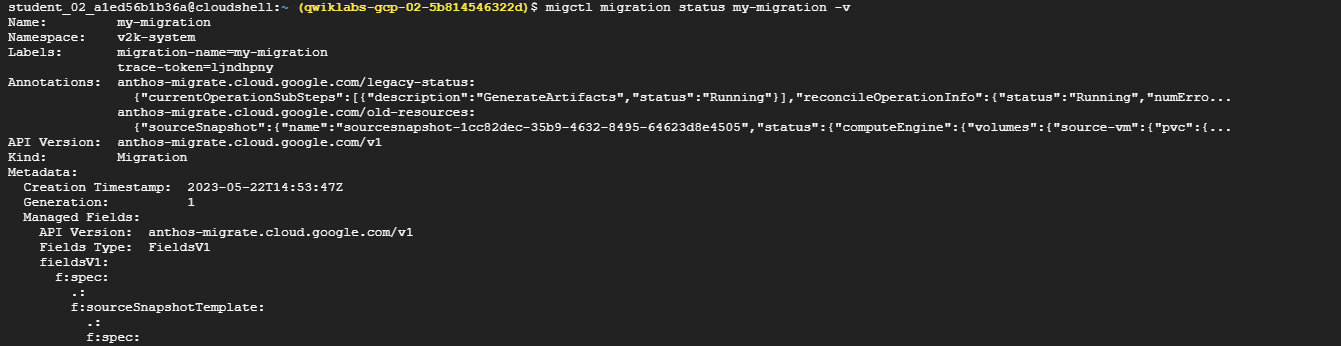 student_02_a1ed56b1b36a@cloudshell:~ (qwiklabs-gcp-02-5b814546322d)$ migctl migration status my-migration -v
Name:         my-migration
Namespace:    v2k-system
Labels:       migration-name=my-migration
              trace-token=ljndhpny
Annotations:  anthos-migrate.cloud.google.com/legacy-status:
                {"currentOperationSubSteps":[{"description":"GenerateArtifacts","status":"Running"}],"reconcileOperationInfo":{"status":"Running","numErro...
              anthos-migrate.cloud.google.com/old-resources:
                {"sourceSnapshot":{"name":"sourcesnapshot-1cc82dec-35b9-4632-8495-64623d8e4505","status":{"computeEngine":{"volumes":{"source-vm":{"pvc":{...
API Version:  anthos-migrate.cloud.google.com/v1
Kind:         Migration
Metadata:
  Creation Timestamp:  2023-05-22T14:53:47Z
  Generation:          1
  Managed Fields:
    API Version:  anthos-migrate.cloud.google.com/v1
    Fields Type:  FieldsV1
    fieldsV1:
      f:spec:
        .:
        f:sourceSnapshotTemplate:
          .:
          f:spec: